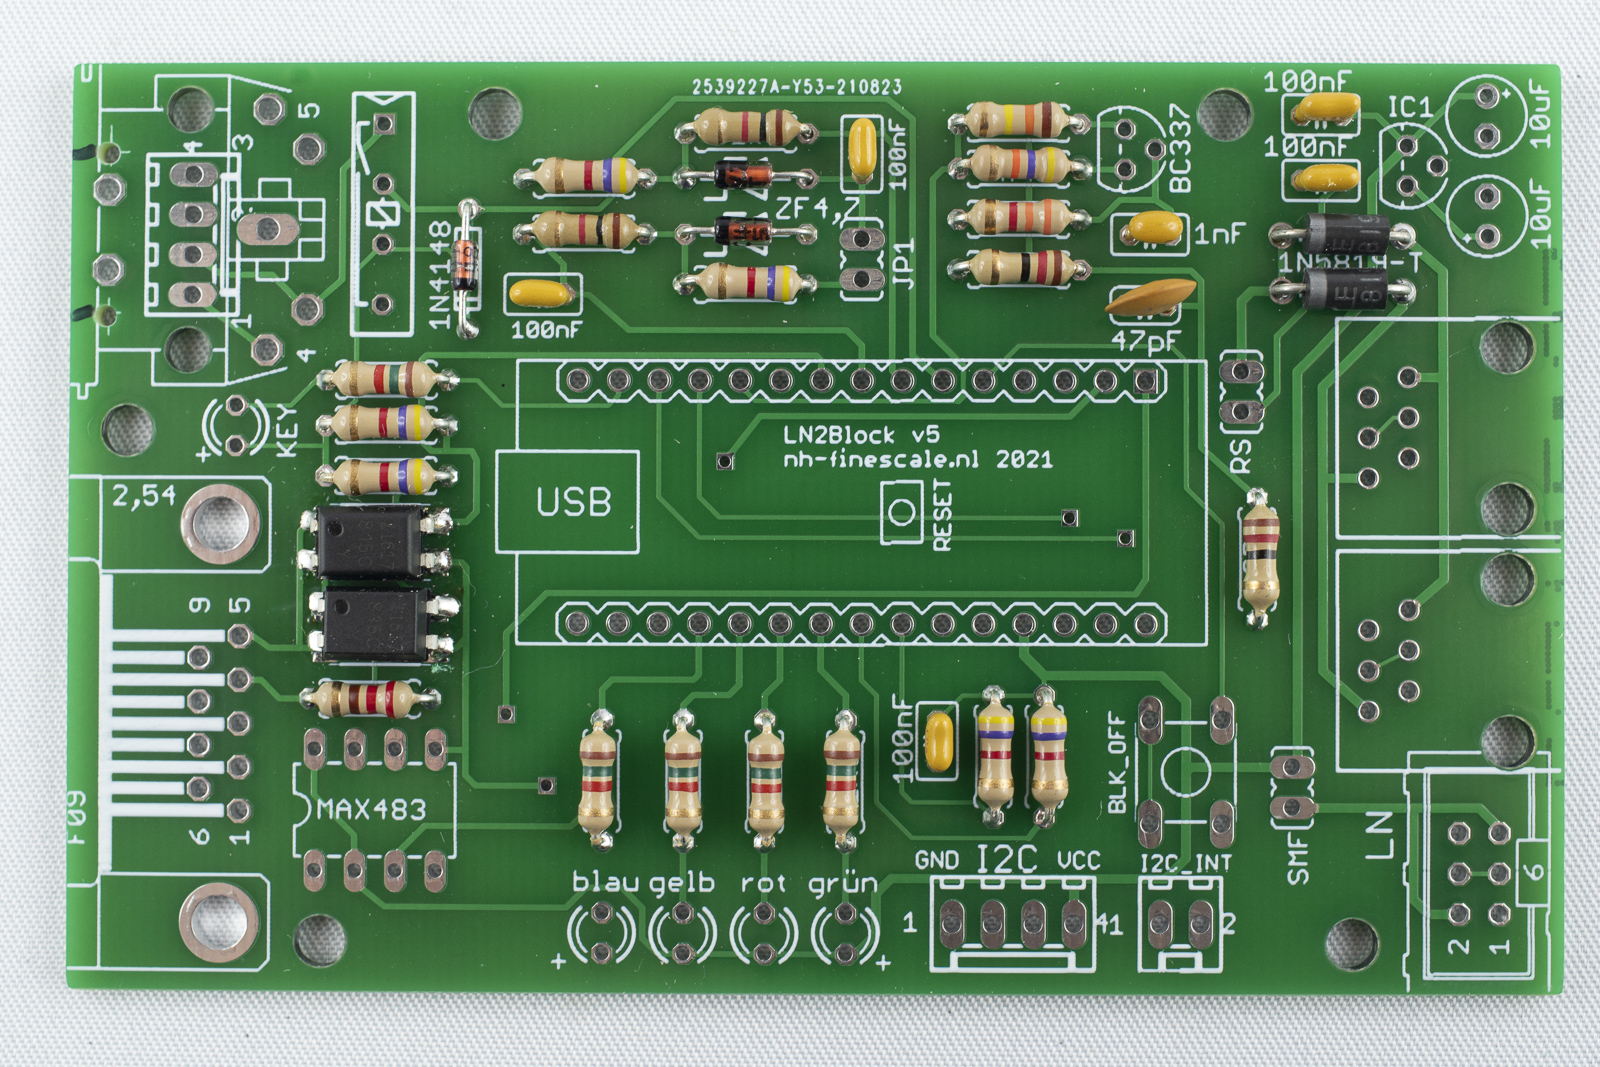 2539227A-Y53-210823
5
3
4
1
4
1N4148
100nF
ZF4,7
100nF
JP1
BC337
1nF
47pF
100nF
100nF
IC1
10uF
10uF
1N5819-T
KEY
+
2,54
9
5
6
1
F09
USB
LN2Block v5
nh-finescale.nl 2021
RESET
RS
MAX483
100nF
BLK_OFF
SMF
LN
6
2
1
blau gelb rot grün
+
+
GND I2C VCC
1
41
I2C_INT
2